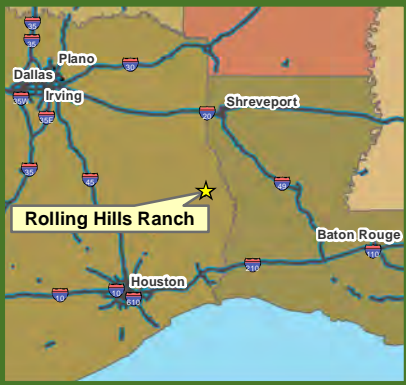 35
35
Plano
30
Dallas
35W
Irving
35E
20
Shreveport
35
45
49
Rolling Hills Ranch
Baton Rouge
110
210
Houston
10
10
610